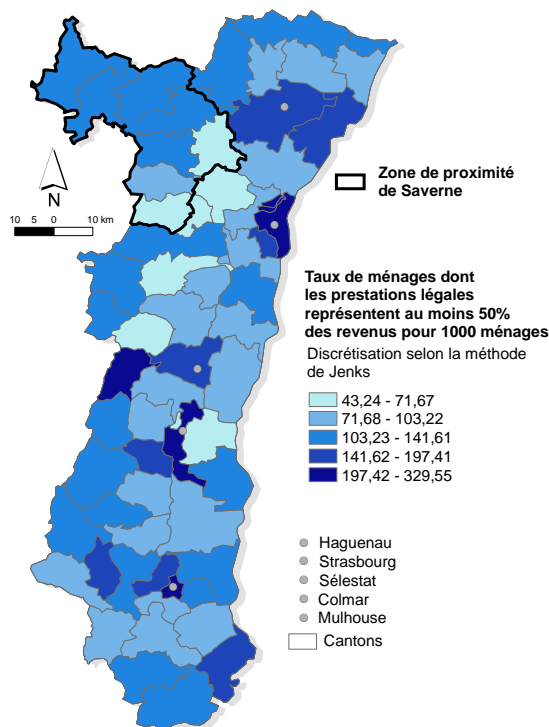 Zone de proximité
de Saverne
N
10 5 0 10 km
Taux de ménages dont
les prestations légales
représentent au moins 50%
des revenus pour 1000 ménages
Discrétisation selon la méthode
de Jenks
43,24 - 71,67
71,68 - 103,22
103,23 - 141,61
141,62 - 197,41
197,42 - 329,55
Haguenau
Strasbourg
Sélestat
Colmar
Mulhouse
Cantons